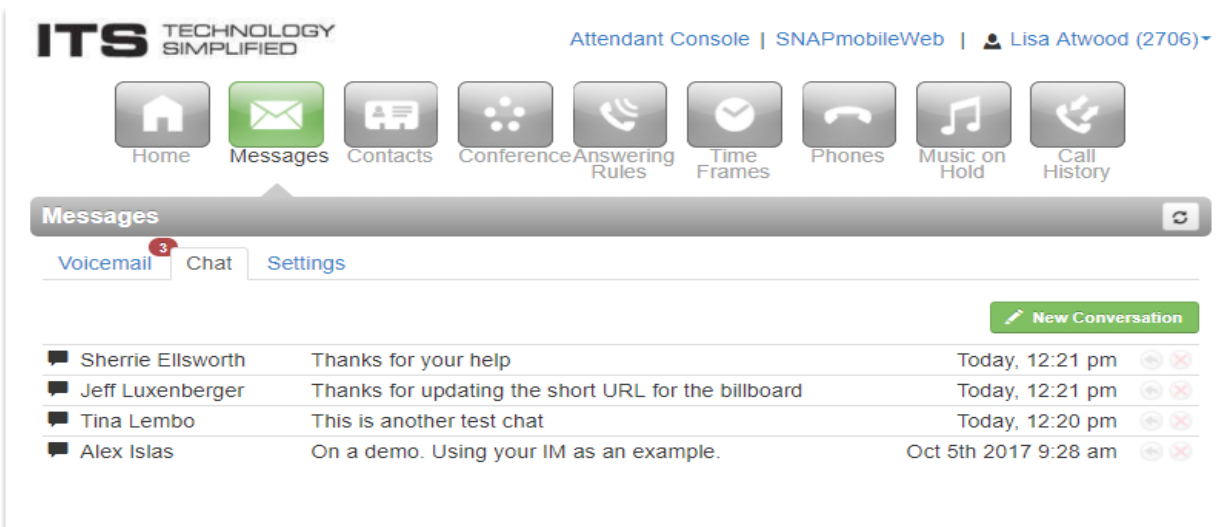 ITS TECHNOLOGY SIMPLIFIED
Attendant Console | SNAPmobileWeb | Lisa Atwood (2706)
Home Messages Contacts Conference Answering Rules Time Frames Phones Music on Hold Call History
Messages
Voicemail 3 Chat Settings
New Conversation
Sherrie Ellsworth Thanks for your help Today, 12:21 pm
Jeff Luxenberger Thanks for updating the short URL for the billboard Today, 12:21 pm
Tina Lembo This is another test chat Today, 12:20 pm
Alex Islas On a demo. Using your IM as an example. Oct 5th 2017 9:28 am